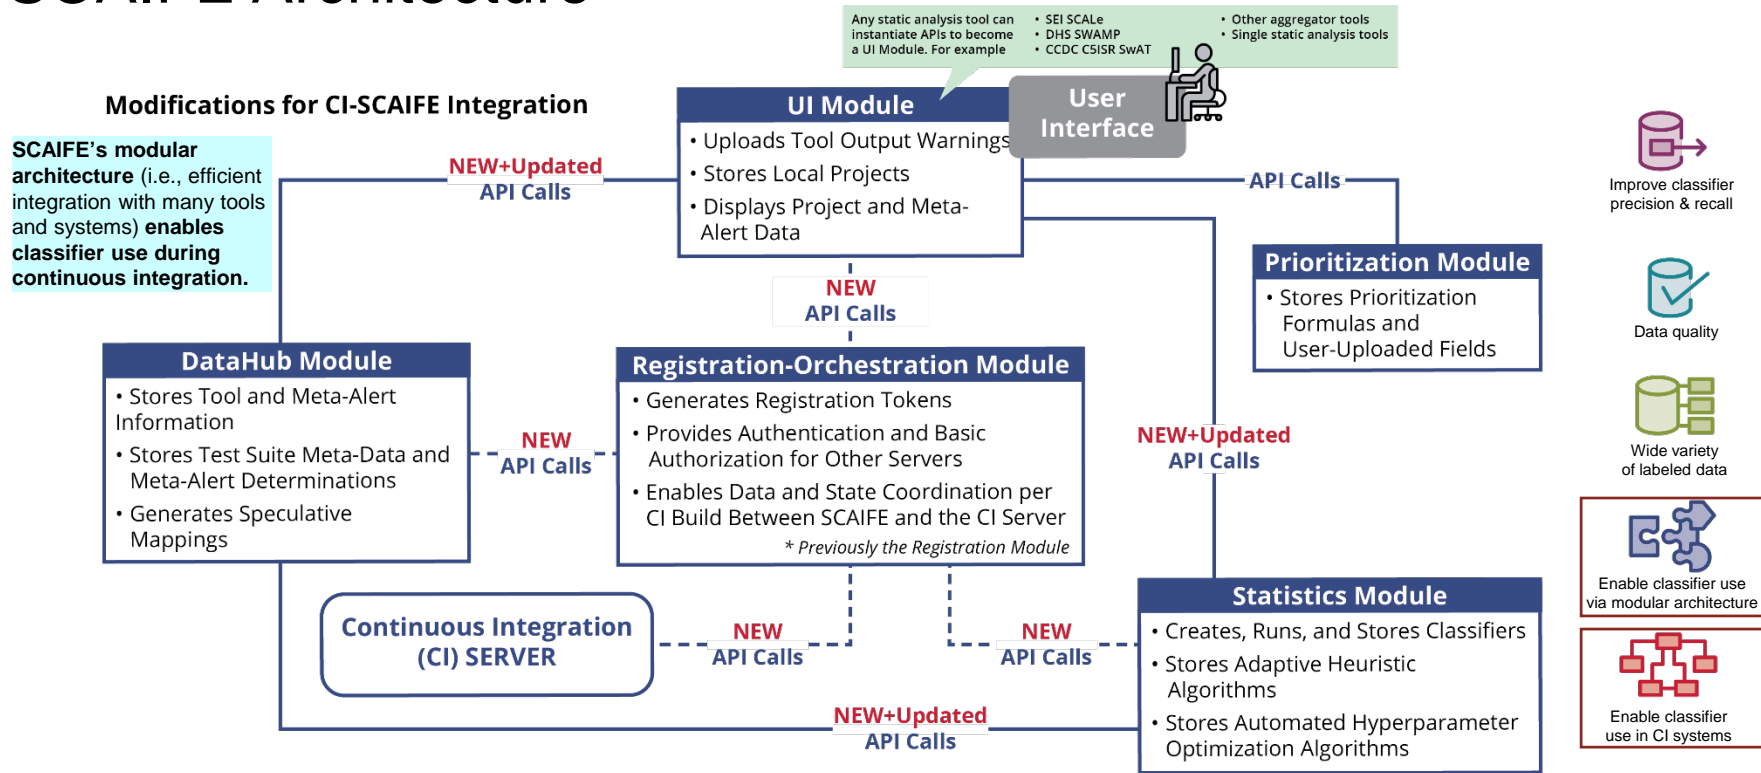 SCAIFE Architecture
Any static analysis tool can
instantiate APIs to become
a UI Module. For example
• SEI SCALe
• DHS SWAMP
• CCDC C5ISR SwAT
• Other aggregator tools
• Single static analysis tools
Modifications for CI-SCAIFE Integration
SCAIFE's modular
architecture (i.e., efficient
integration with many tools
and systems) enables
classifier use during
continuous integration.
UI Module
• Uploads Tool Output Warnings
• Stores Local Projects
• Displays Project and Meta-
Alert Data
User
Interface
NEW+Updated
API Calls
API Calls
NEW
API Calls
Prioritization Module
• Stores Prioritization
Formulas and
User-Uploaded Fields
DataHub Module
• Stores Tool and Meta-Alert
Information
• Stores Test Suite Meta-Data and
Meta-Alert Determinations
• Generates Speculative
Mappings
NEW
API Calls
Registration-Orchestration Module
• Generates Registration Tokens
• Provides Authentication and Basic
Authorization for Other Servers
• Enables Data and State Coordination per
CI Build Between SCAIFE and the CI Server
* Previously the Registration Module
NEW+Updated
API Calls
Continuous Integration
(CI) SERVER
NEW
API Calls
NEW
API Calls
NEW+Updated
API Calls
Statistics Module
• Creates, Runs, and Stores Classifiers
• Stores Adaptive Heuristic
Algorithms
• Stores Automated Hyperparameter
Optimization Algorithms
Improve classifier
precision & recall
Data quality
Wide variety
of labeled data
Enable classifier use
via modular architecture
Enable classifier
use in CI systems